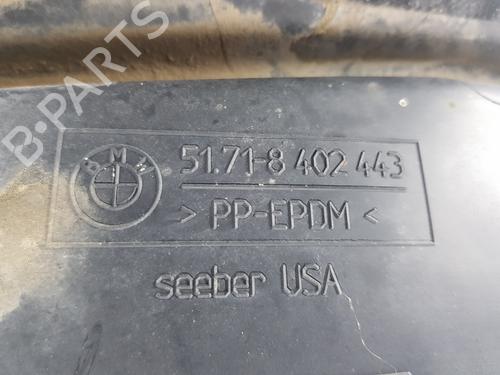 B-PARTS
BMW
51.71-8 402 443
> PP-EPDM <
seeber USA